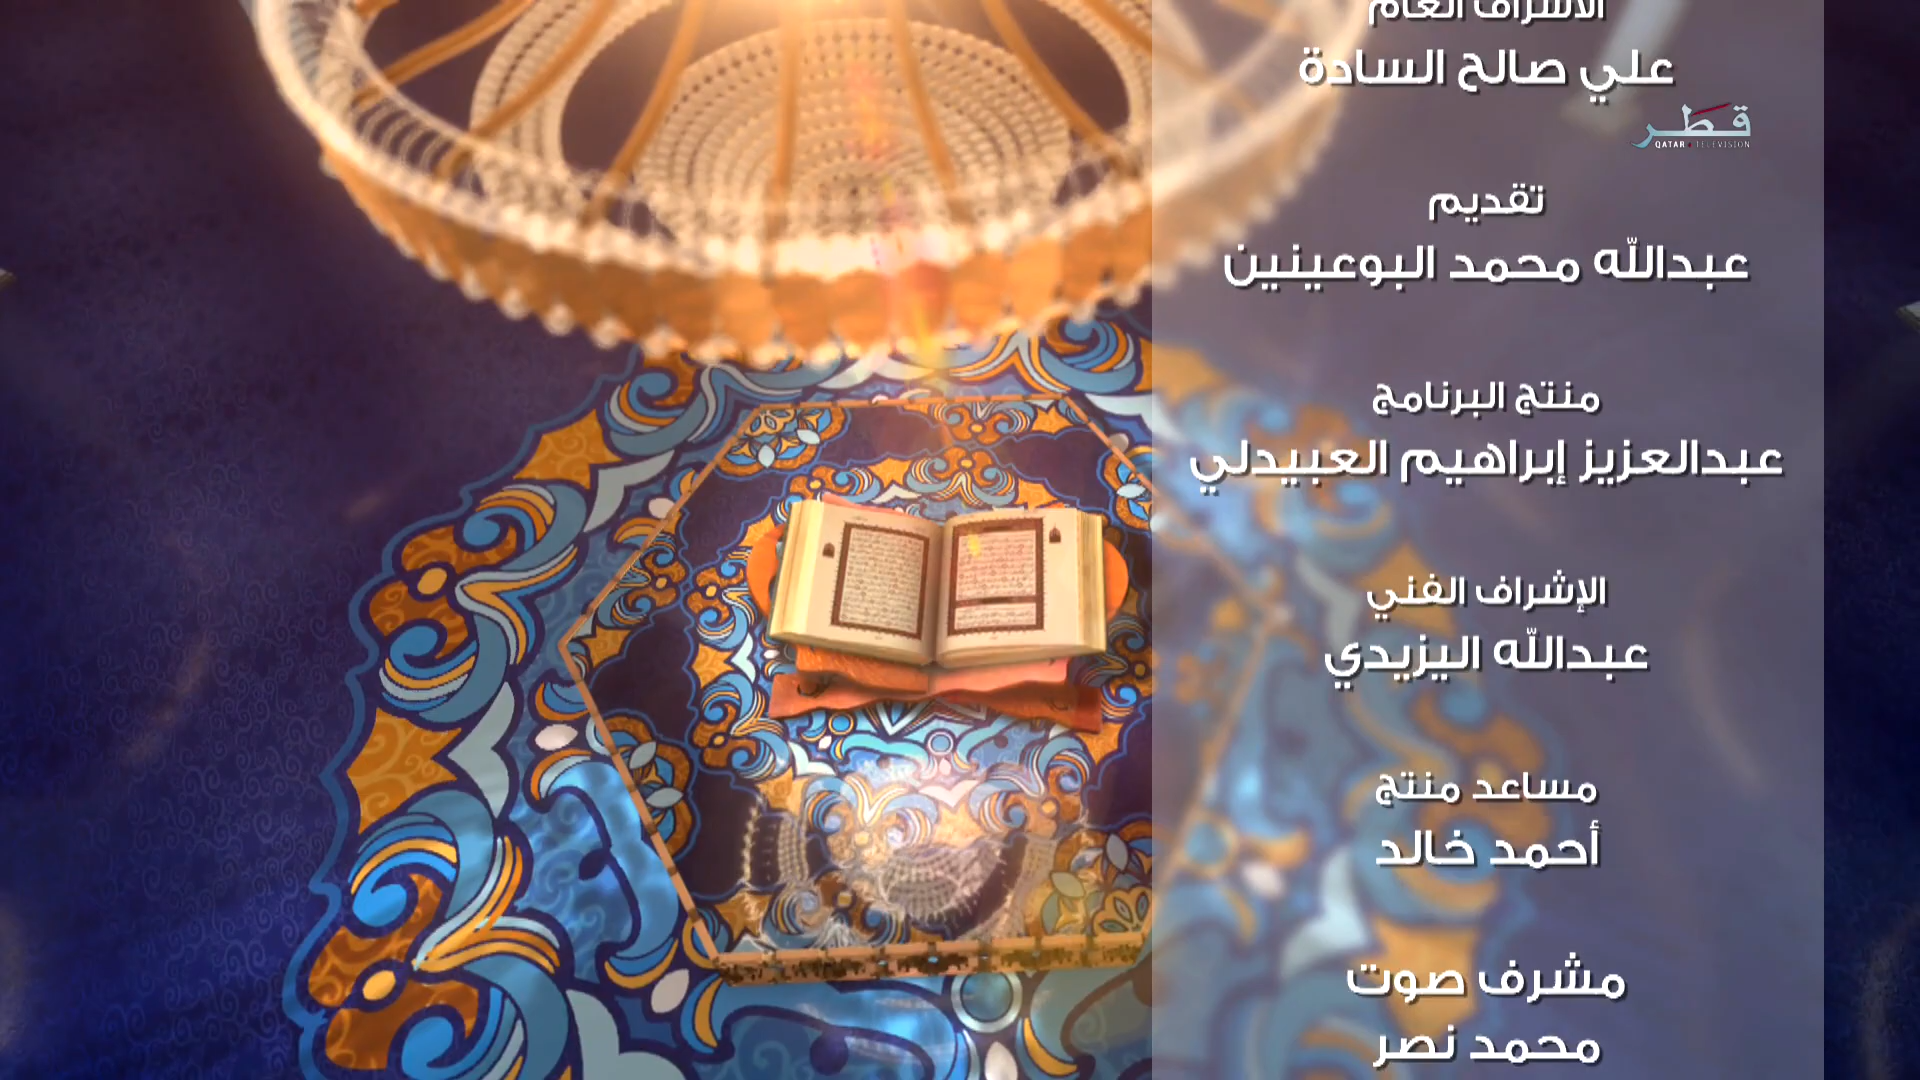 الاشراف العام
علي صالح السادة
قطر
QATAR TELEVISION
تقديم
عبدالله محمد البوعينين
منتج البرنامج
عبدالعزيز إبراهيم العبيدلي
الإشراف الفني
عبدالله اليزيدي
مساعد منتج
أحمد خالد
مشرف صوت
محمد نصر